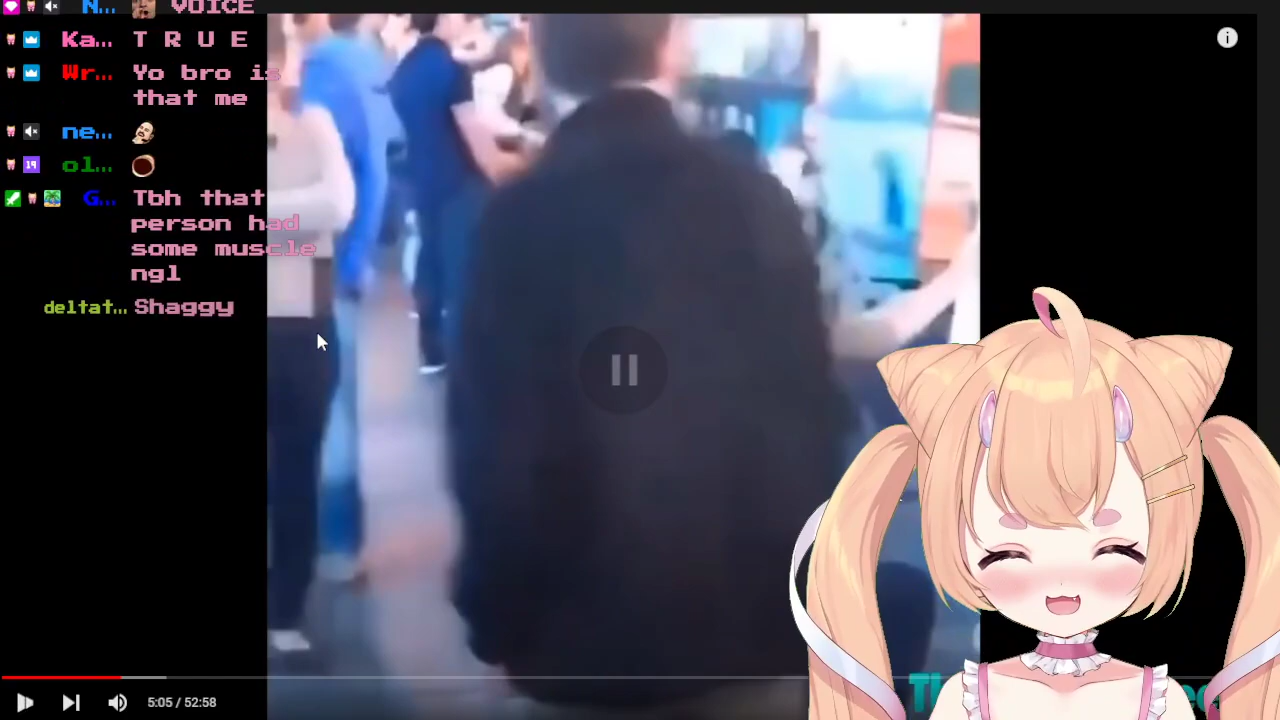 N... VOICE
Ka... T R U E
Wr... Yo bro is
that me
ne...
19 ol...
G... Tbh that
person had
some muscle
ngl
deltat... Shaggy
5:05 / 52:58